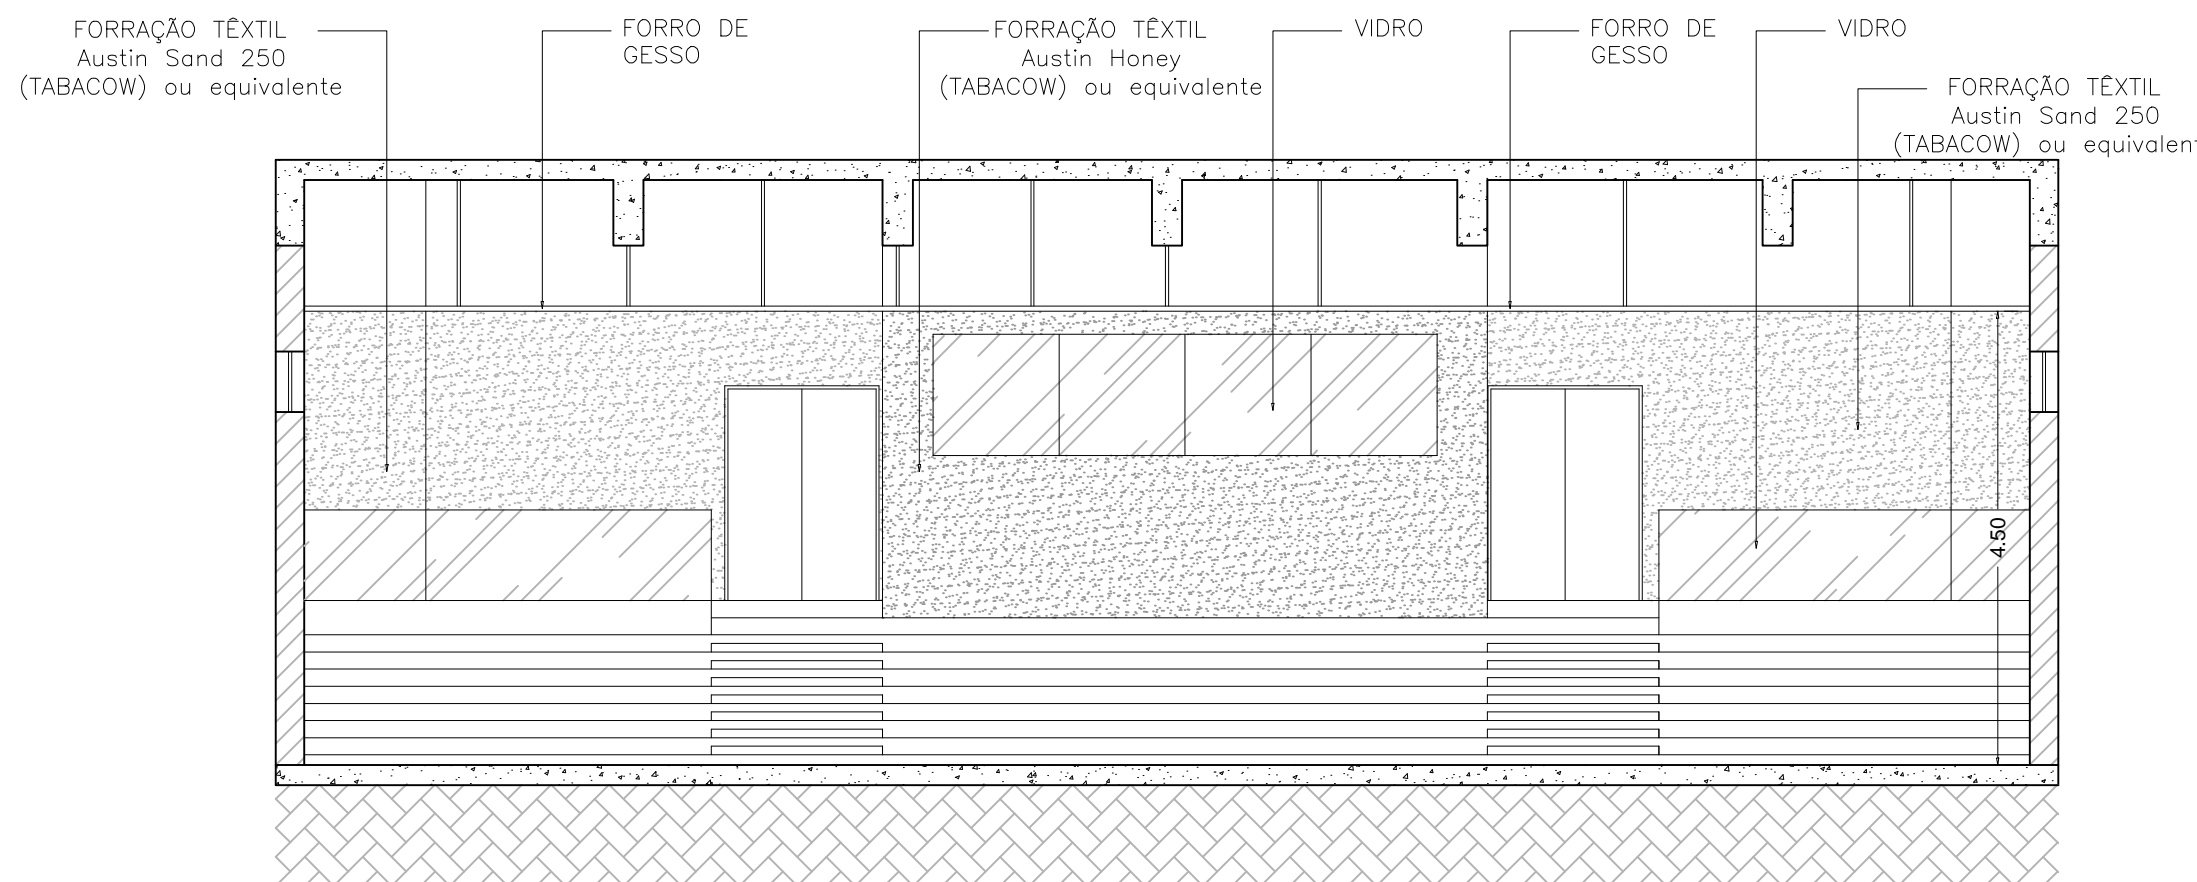 FORRAÇÃO TÊXTIL
Austin Sand 250
(TABACOW) ou equivalente
FORRO DE
GESSO
FORRAÇÃO TÊXTIL
Austin Honey
(TABACOW) ou equivalente
VIDRO
FORRO DE
GESSO
VIDRO
FORRAÇÃO TÊXTIL
Austin Sand 250
(TABACOW) ou equivalent
4.50